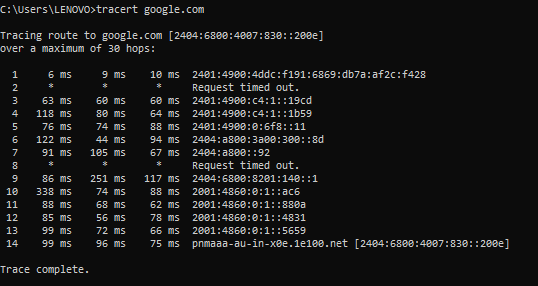 C:\Users\LENOVO>tracert google.com
Tracing route to google.com [2404:6800:4007:830::200e]
over a maximum of 30 hops:
1 6 ms 9 ms 10 ms 2401:4900:4ddc:f191:6869:db7a:af2c:f428
2 * * * Request timed out.
3 63 ms 60 ms 60 ms 2401:4900:c4:1::19cd
4 118 ms 80 ms 64 ms 2401:4900:c4:1::1b59
5 76 ms 74 ms 88 ms 2401:4900:0:6f8::11
6 122 ms 44 ms 94 ms 2404:a800:3a00:300::8d
7 91 ms 105 ms 67 ms 2404:a800::92
8 * * * Request timed out.
9 86 ms 251 ms 117 ms 2404:6800:8201:140::1
10 338 ms 74 ms 88 ms 2001:4860:0:1::ac6
11 88 ms 68 ms 62 ms 2001:4860:0:1::880a
12 85 ms 56 ms 78 ms 2001:4860:0:1::4831
13 99 ms 72 ms 66 ms 2001:4860:0:1::5659
14 99 ms 96 ms 75 ms pnmaaa-au-in-x0e.1e100.net [2404:6800:4007:830::200e]
Trace complete.